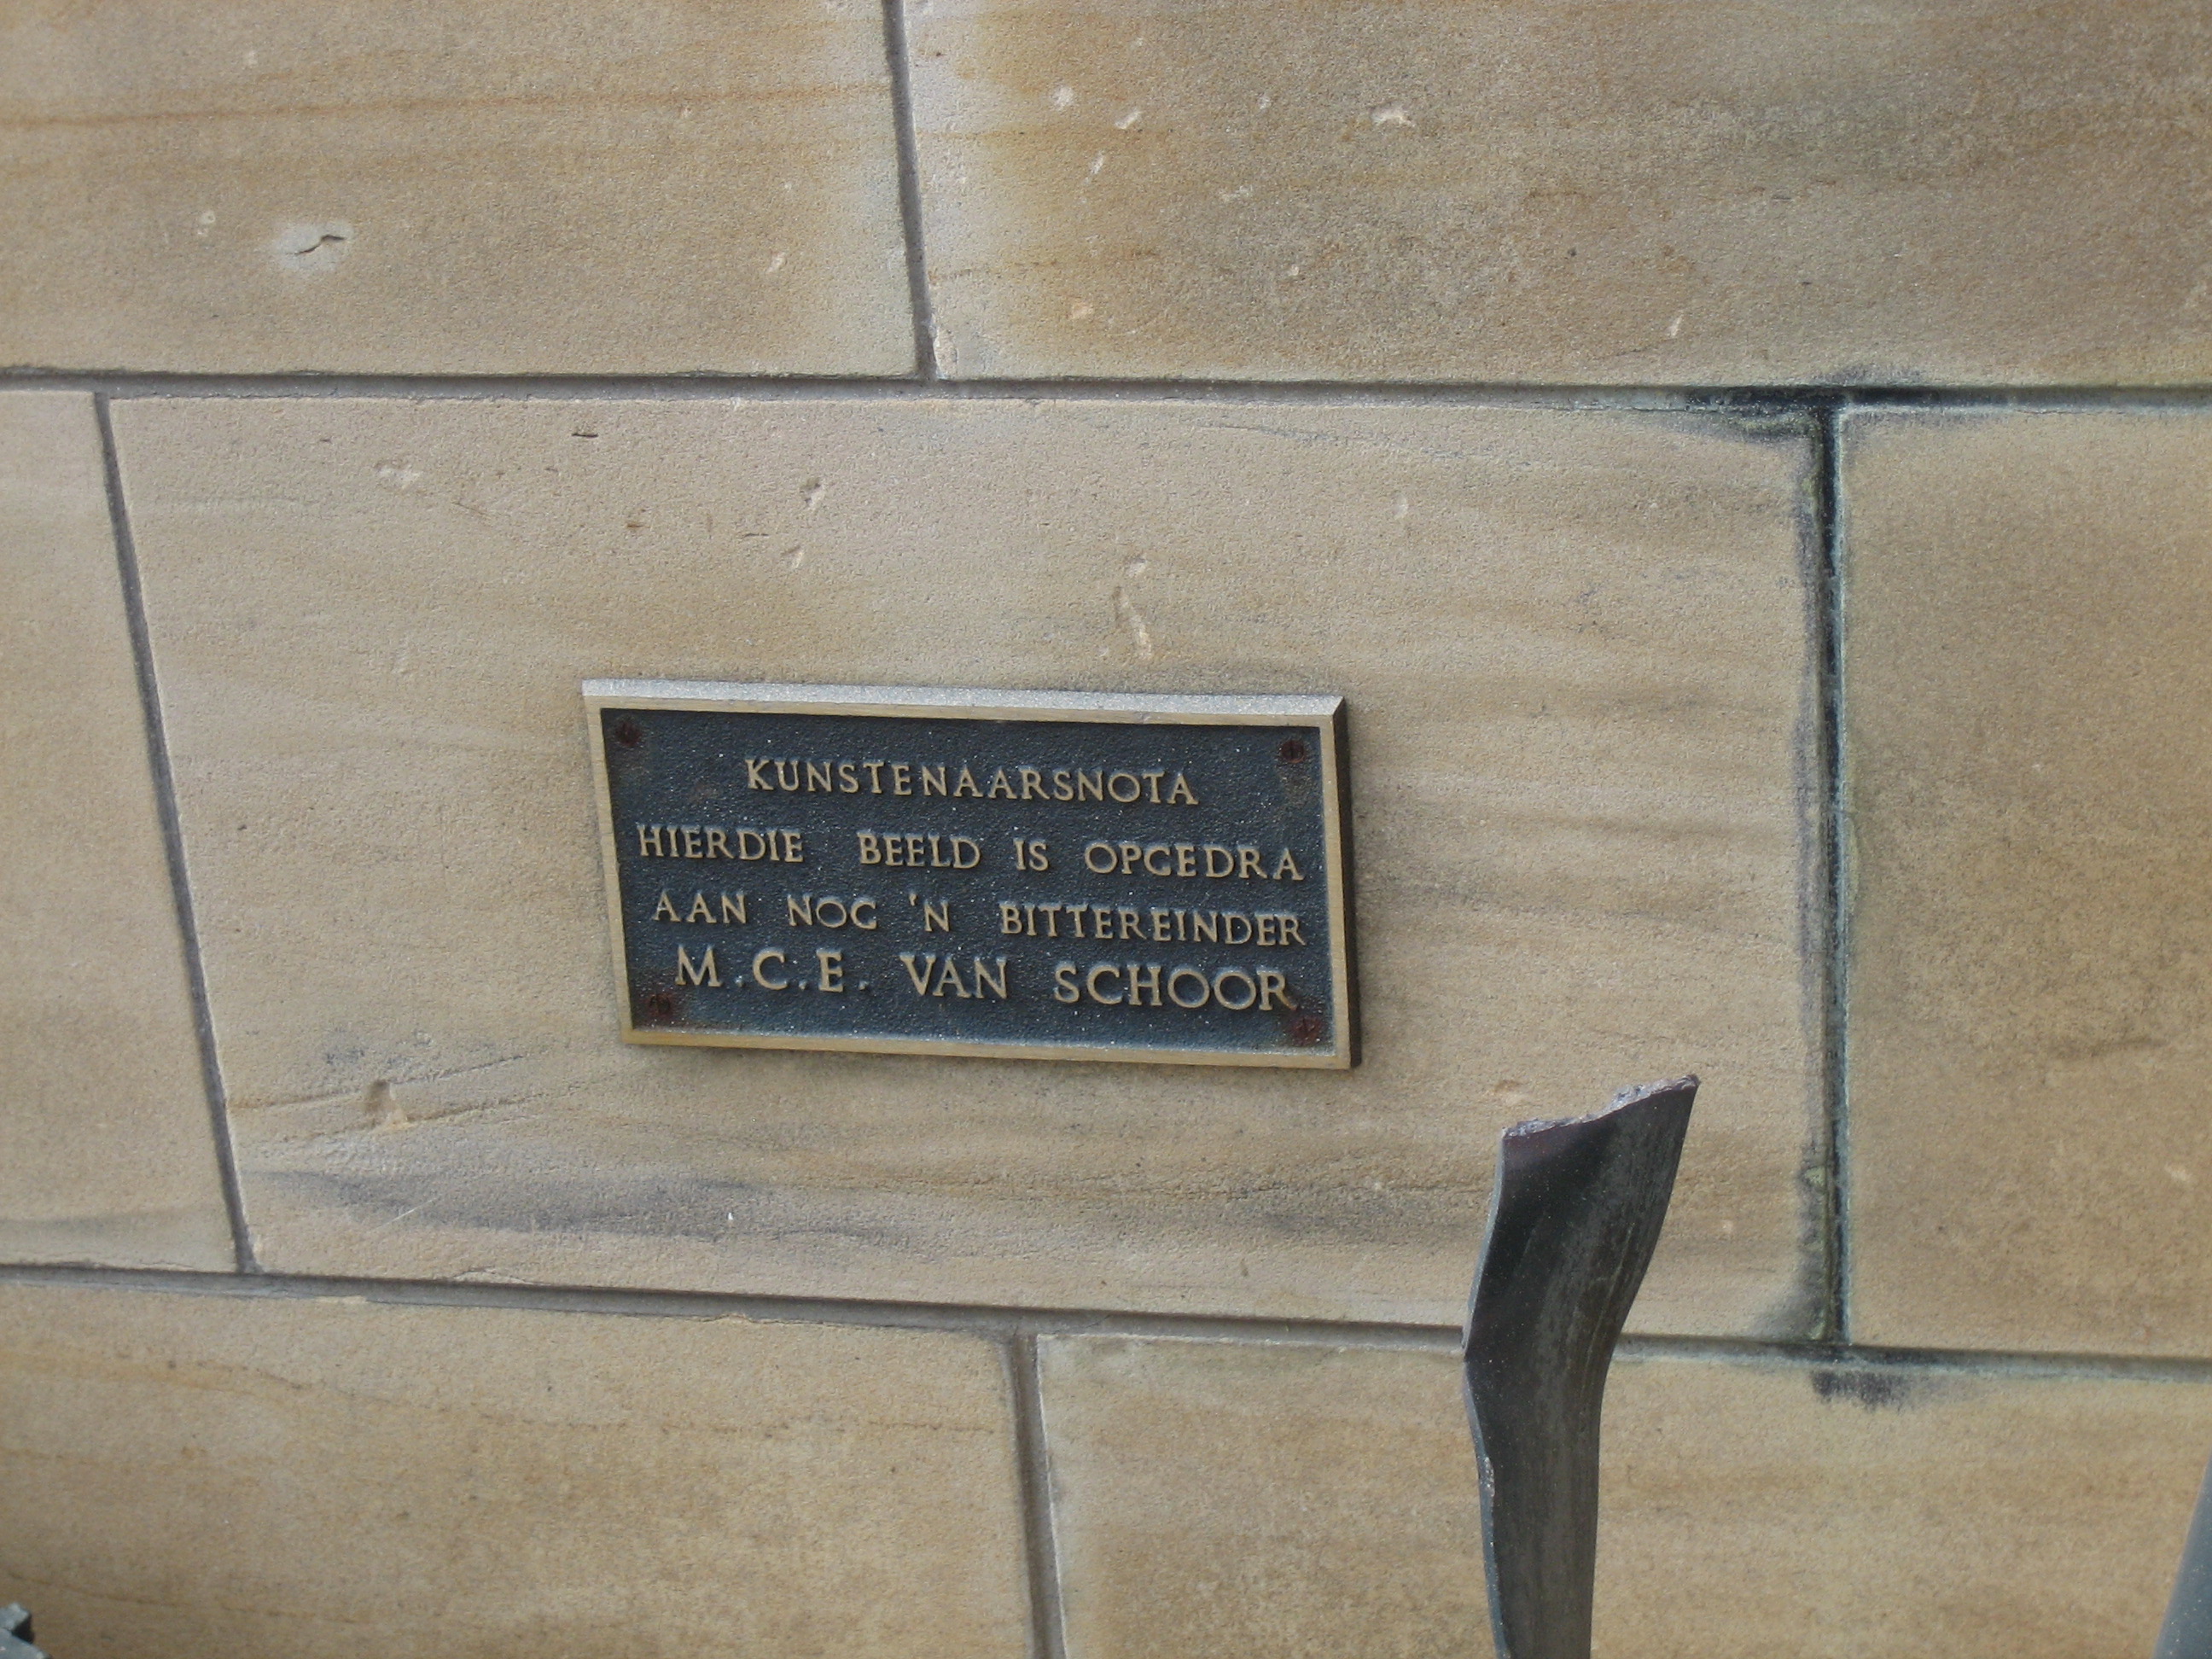 KUNSTENAARSNOTA
HIERDIE BEELD IS OPGEDRA
AAN NOG 'N BITTEREINDER
M.C.E. VAN SCHOOR